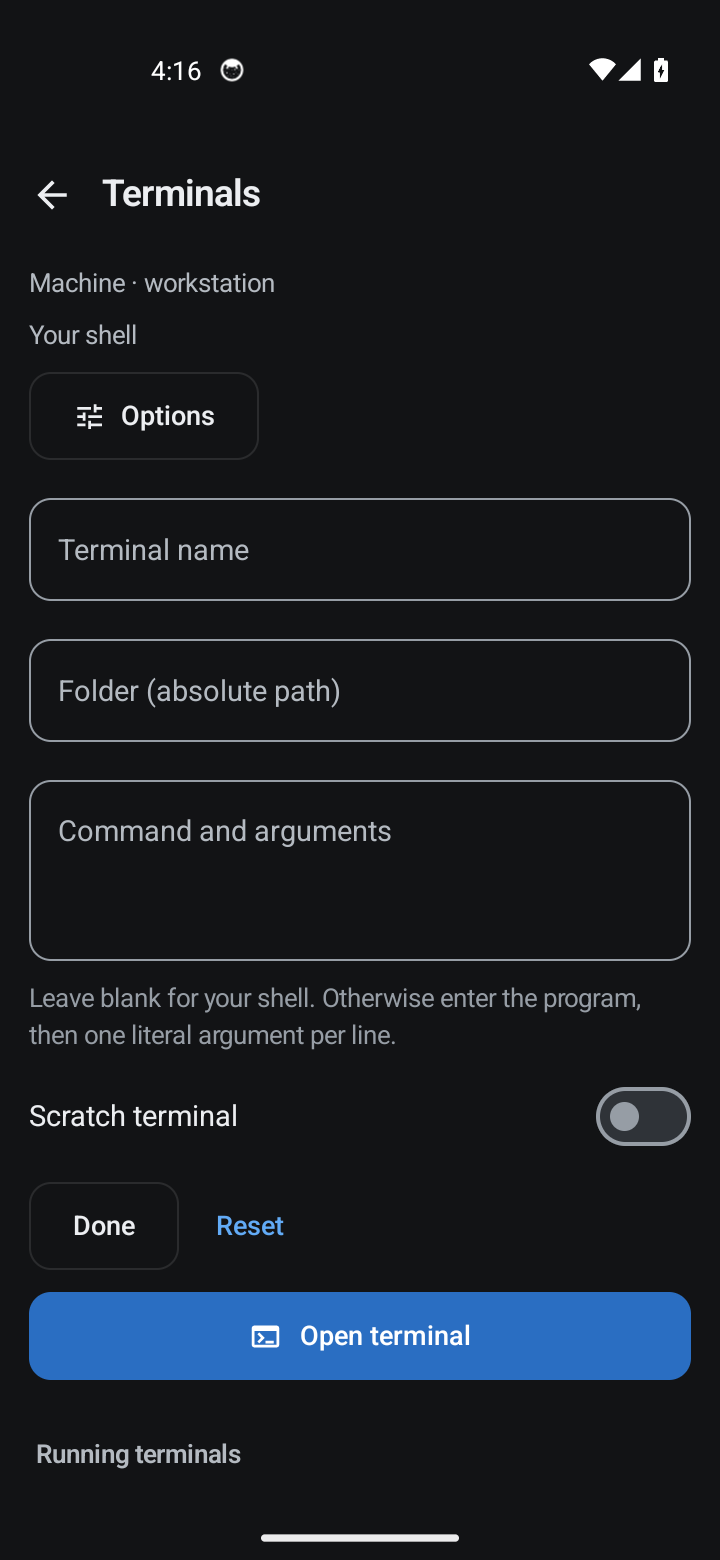 4:16
Terminals
Machine · workstation
Your shell
Options
Terminal name
Folder (absolute path)
Command and arguments
Leave blank for your shell. Otherwise enter the program,
then one literal argument per line.
Scratch terminal
Done
Reset
Open terminal
Running terminals